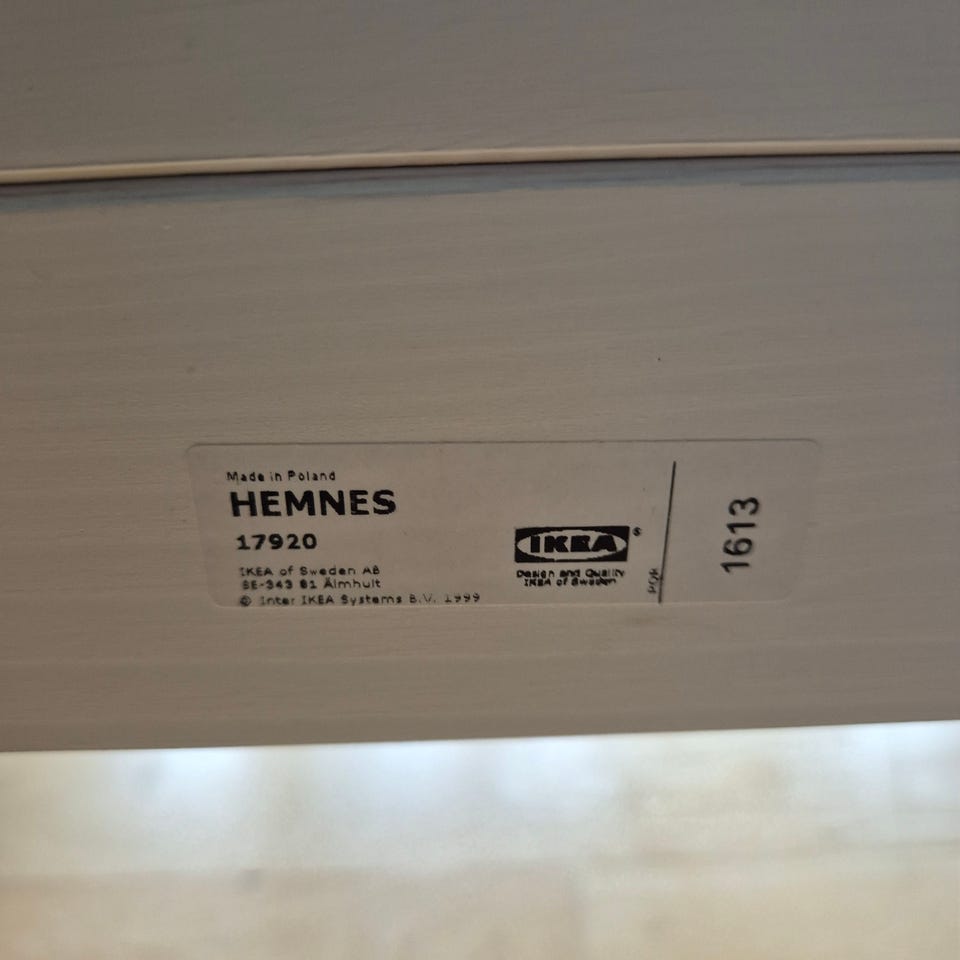 Made in Poland
HEMNES
17920
IKEA of Sweden AB
SE-343 81 Älmhult
© Inter IKEA Systems B.V. 1999
IKEA®
Design and Quality
IKEA of Sweden
1613